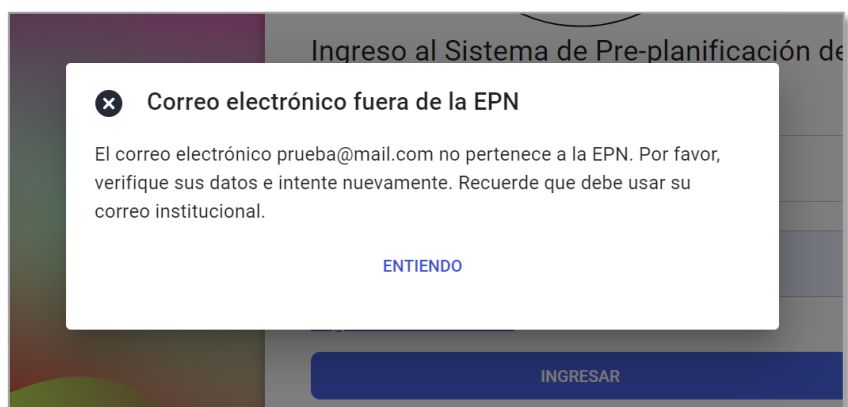 Ingreso al Sistema de Pre-planificación de
Correo electrónico fuera de la EPN
El correo electrónico prueba@mail.com no pertenece a la EPN. Por favor,
verifique sus datos e intente nuevamente. Recuerde que debe usar su
correo institucional.
ENTIENDO
INGRESAR